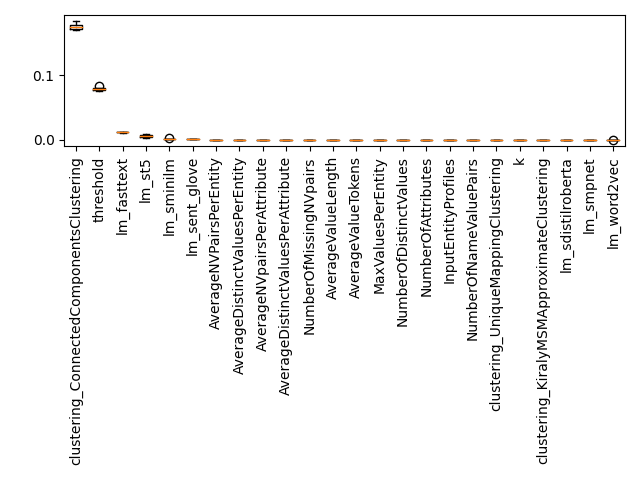 0.1
0.0
clustering_ConnectedComponentsClustering
threshold
lm_fasttext
lm_st5
lm_sminilm
lm_sent_glove
AverageNVPairsPerEntity
AverageDistinctValuesPerEntity
AverageNVpairsPerAttribute
AverageDistinctValuesPerAttribute
NumberOfMissingNVpairs
AverageValueLength
AverageValueTokens
MaxValuesPerEntity
NumberOfDistinctValues
NumberOfAttributes
InputEntityProfiles
NumberOfNameValuePairs
clustering_UniqueMappingClustering
k
clustering_KiralyMSMApproximateClustering
lm_sdistilroberta
lm_smpnet
lm_word2vec